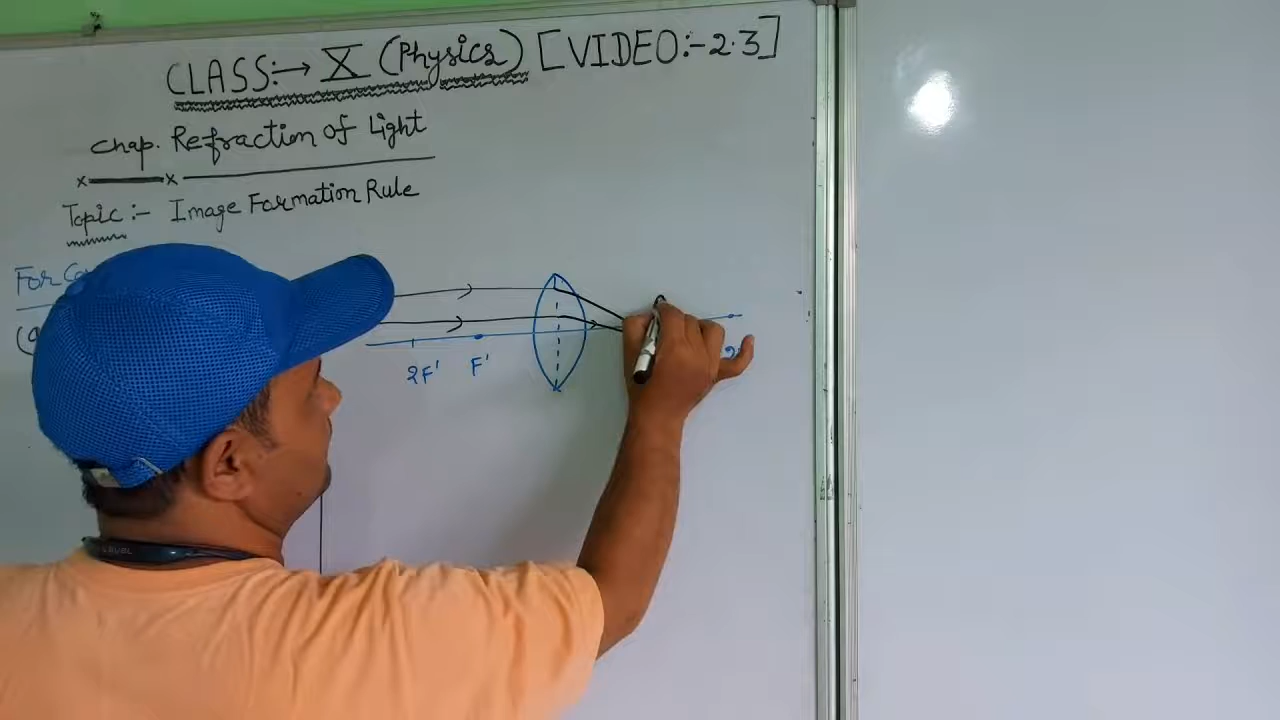 CLASS:→ X (Physics) [VIDEO:-2.3]
Chap. Refraction of Light
Topic:- Image Formation Rule
For
2F' F'